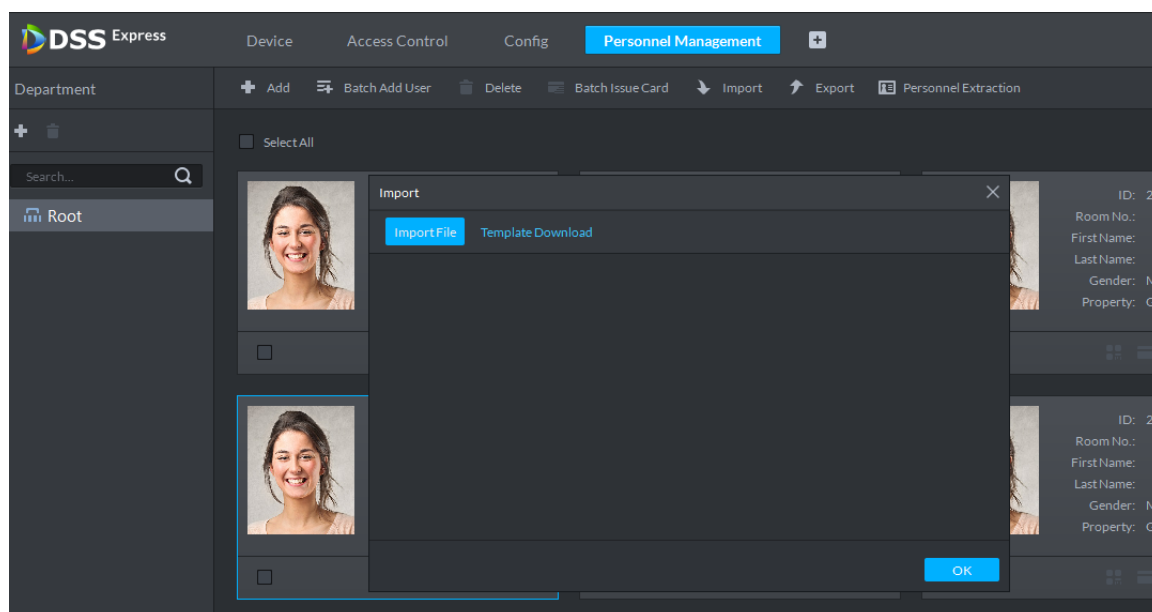 DSS Express
Device Access Control Config Personnel Management
Department
Add Batch Add User Delete Batch Issue Card Import Export Personnel Extraction
Select All
Search...
Root
Import
Import File Template Download
ID: 2
Room No.:
First Name:
Last Name:
Gender:
Property:
ID: 2
Room No.:
First Name:
Last Name:
Gender:
Property:
OK